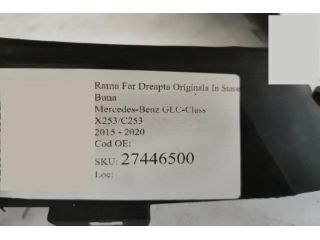 Rama Far Dreapta Originala In Stare
Buna
Mercedes-Benz GLC-Class
X253/C253
2015 - 2020
Cod OE:
SKU: 27446500
Loc: